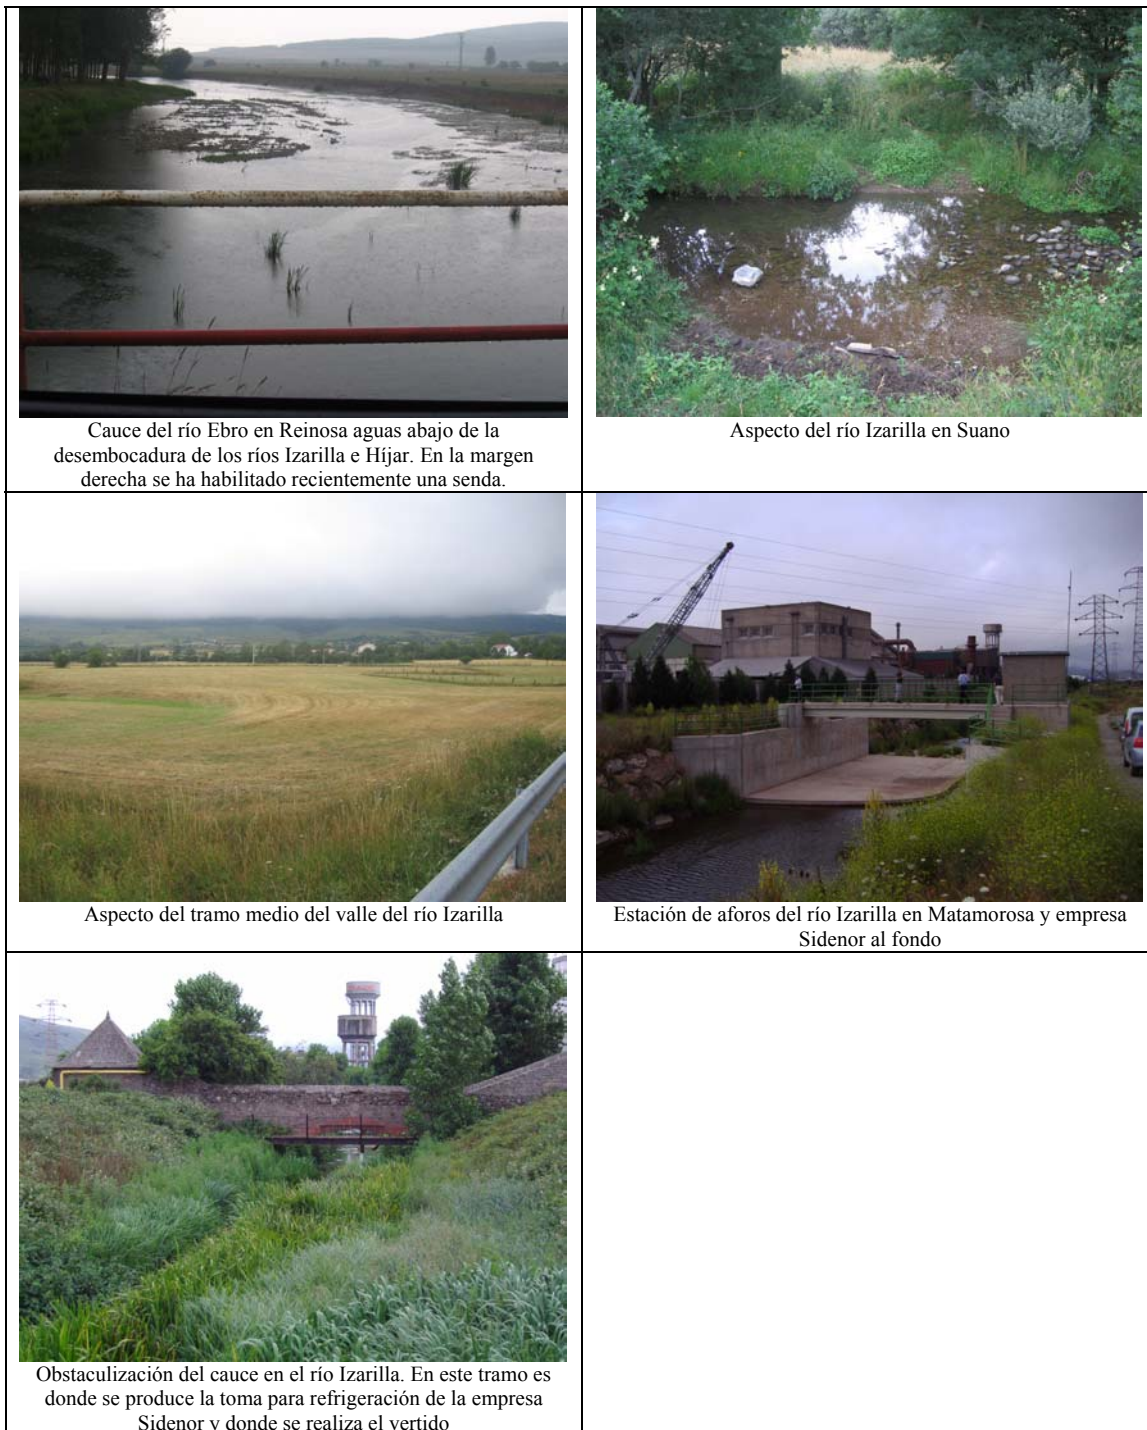 Cauce del río Ebro en Reinosa aguas abajo de la
desembocadura de los ríos Izarilla e Híjar. En la margen
derecha se ha habilitado recientemente una senda.
Aspecto del río Izarilla en Suano
Aspecto del tramo medio del valle del río Izarilla
Estación de aforos del río Izarilla en Matamorosa y empresa
Sidenor al fondo
Obstaculización del cauce en el río Izarilla. En este tramo es
donde se produce la toma para refrigeración de la empresa
Sidenor y donde se realiza el vertido